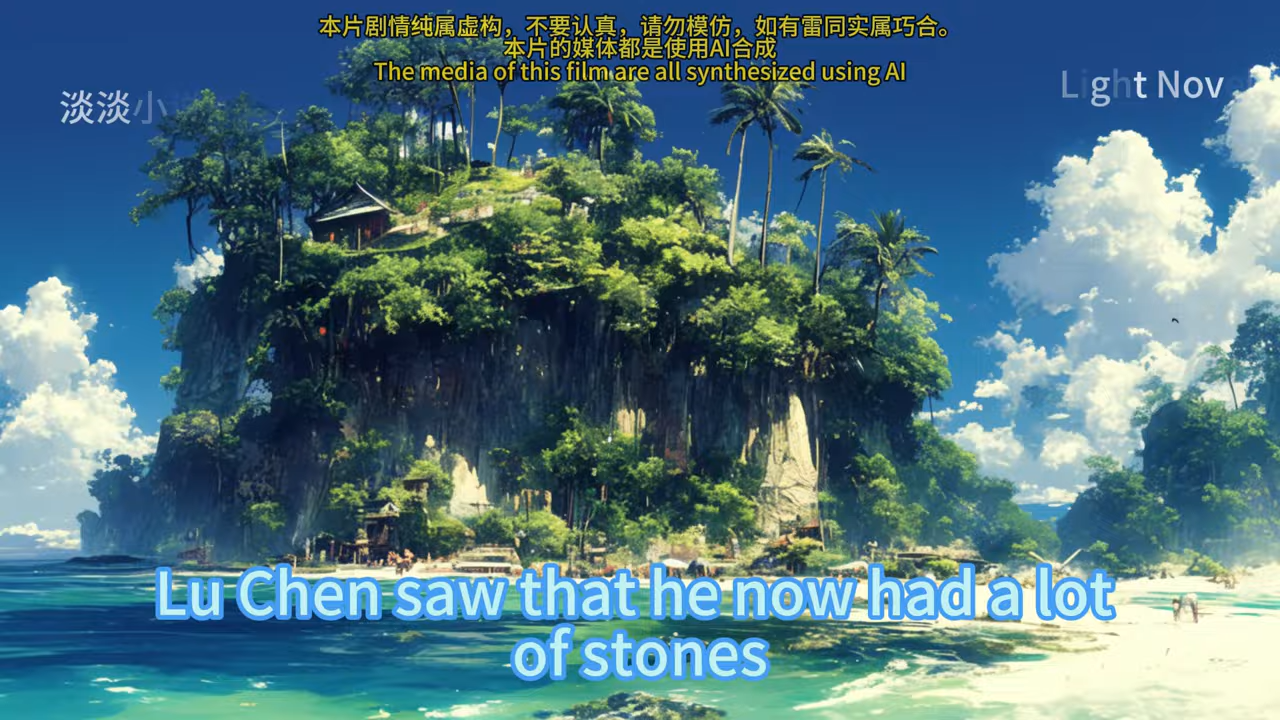 本片剧情纯属虚构，不要认真，请勿模仿，如有雷同实属巧合。
本片的媒体都是使用AI合成
The media of this film are all synthesized using AI
淡淡小
Light Nov
Lu Chen saw that he now had a lot
of stones